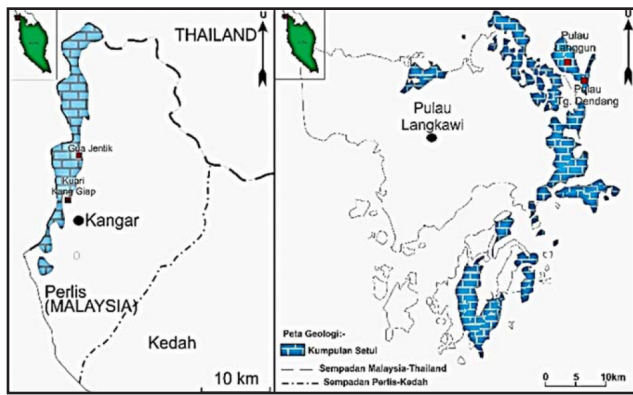 U
THAILAND
Gua Jentik
Kuari
Kang Giap
Kangar
Perlis
(MALAYSIA)
Kedah
10 km
U
Pulau
Langgun
Pulau
Tg. Dendang
Pulau
Langkawi
Peta Geologi:-
Kumpulan Setul
Sempadan Malaysia-Thailand
Sempadan Perlis-Kedah
0 5 10km